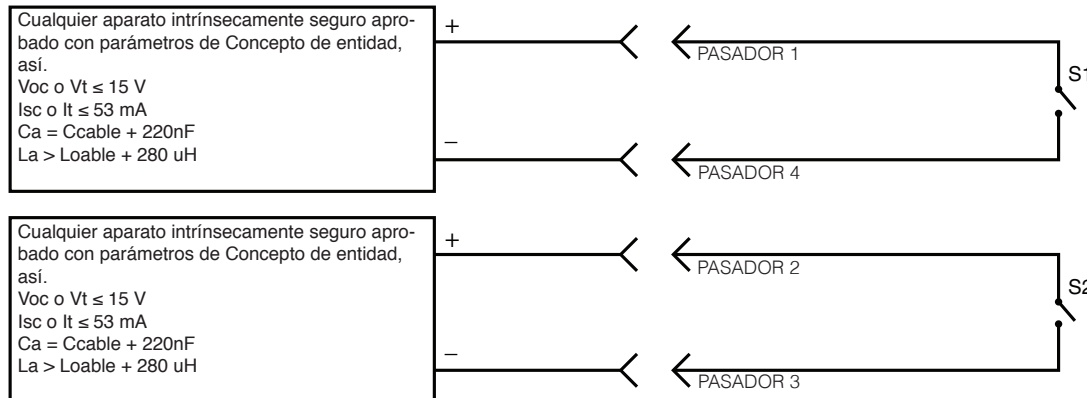 Cualquier aparato intrínsecamente seguro apro-
bado con parámetros de Concepto de entidad,
así.
Voc o Vt ≤ 15 V
Isc o It ≤ 53 mA
Ca = Ccable + 220nF
La > Loable + 280 uH
+
PASADOR 1
S1
–
PASADOR 4
Cualquier aparato intrínsecamente seguro apro-
bado con parámetros de Concepto de entidad,
así.
Voc o Vt ≤ 15 V
Isc o It ≤ 53 mA
Ca = Ccable + 220nF
La > Loable + 280 uH
+
PASADOR 2
S2
–
PASADOR 3